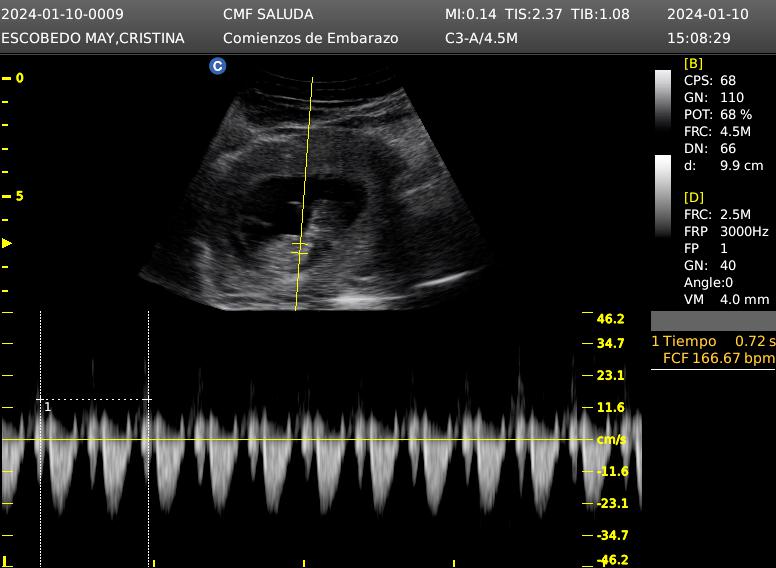 2024-01-10-0009 CMF SALUDA MI:0.14 TIS:2.37 TIB:1.08 2024-01-10
ESCOBEDO MAY,CRISTINA Comienzos de Embarazo C3-A/4.5M 15:08:29
C
0
5
[B]
CPS: 68
GN: 110
POT: 68 %
FRC: 4.5M
DN: 66
d: 9.9 cm
[D]
FRC: 2.5M
FRP 3000Hz
FP 1
GN: 40
Angle:0
VM 4.0 mm
1 Tiempo 0.72 s
FCF 166.67 bpm
46.2
34.7
23.1
11.6
cm/s
-11.6
-23.1
-34.7
-46.2
1